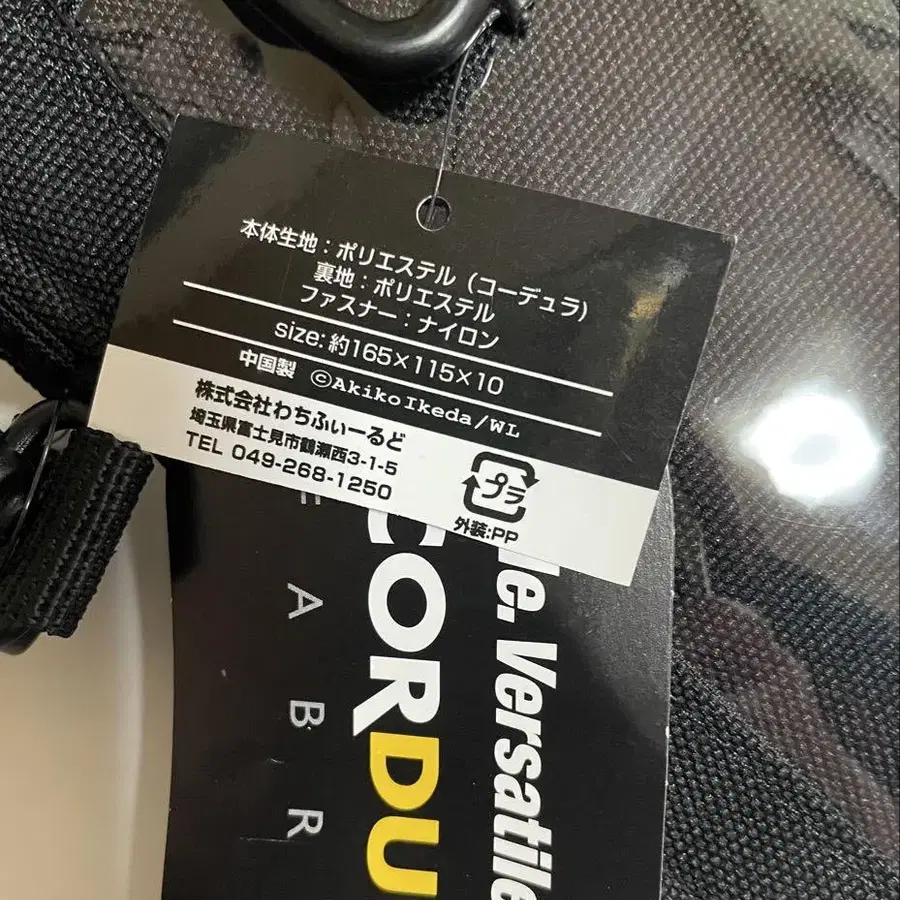 本体生地：ポリエステル（コーデュラ）
裏地：ポリエステル
ファスナー：ナイロン
size:約165×115×10
中国製 ©AkikoIkeda/WL
株式会社わちふぃーるど
埼玉県富士見市鶴瀬西3-1-5
TEL 049-268-1250
プラ
外装:PP
le. Versatile
CORDU
E A B R